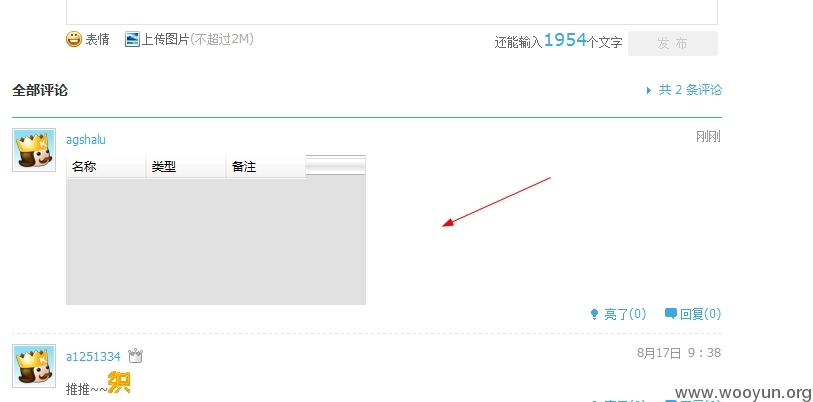 表情 上传图片(不超过2M) 还能输入1954个文字 发 布
全部评论 共 2 条评论
agshalu 刚刚
名称 类型 备注
亮了(0) 回复(0)
a1251334 8月17日 9：38
推推~~织
www.wooyun.org